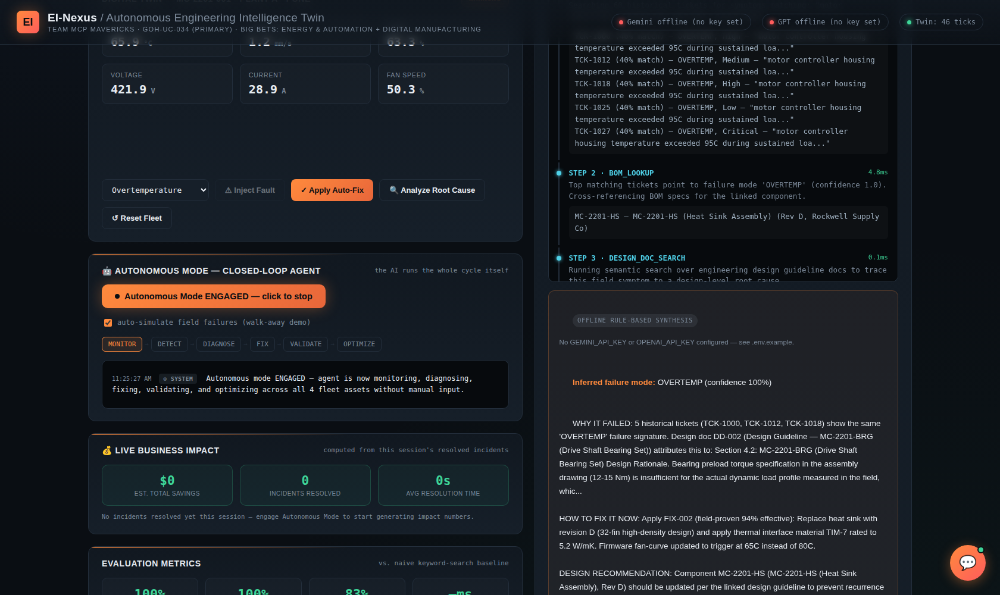 EI
EI-Nexus / Autonomous Engineering Intelligence Twin
TEAM MCP MAVERICKS · GOH-UC-034 (PRIMARY) · BIG BETS: ENERGY & AUTOMATION + DIGITAL MANUFACTURING
Gemini offline (no key set)
GPT offline (no key set)
Twin: 46 ticks
65.9 °C
1.2 mm/s
63.3 %
VOLTAGE
421.9 V
CURRENT
28.9 A
FAN SPEED
50.3 %
Overtemperature
⚠ Inject Fault
✓ Apply Auto-Fix
🔍 Analyze Root Cause
↺ Reset Fleet
🤖 AUTONOMOUS MODE — CLOSED-LOOP AGENT
the AI runs the whole cycle itself
Autonomous Mode ENGAGED — click to stop
auto-simulate field failures (walk-away demo)
MONITOR → DETECT → DIAGNOSE → FIX → VALIDATE → OPTIMIZE
11:25:27 AM ⚙ SYSTEM Autonomous mode ENGAGED — agent is now monitoring, diagnosing,
fixing, validating, and optimizing across all 4 fleet assets without manual input.
💰 LIVE BUSINESS IMPACT
computed from this session's resolved incidents
$0
EST. TOTAL SAVINGS
0
INCIDENTS RESOLVED
0s
AVG RESOLUTION TIME
No incidents resolved yet this session — engage Autonomous Mode to start generating impact numbers.
EVALUATION METRICS
vs. naive keyword-search baseline
100%
100%
83%
—ms
temperature exceeded 95C during sustained loa..."
TCK-1012 (40% match) — OVERTEMP, Medium — "motor controller housing
temperature exceeded 95C during sustained loa..."
TCK-1018 (40% match) — OVERTEMP, High — "motor controller housing
temperature exceeded 95C during sustained loa..."
TCK-1025 (40% match) — OVERTEMP, Low — "motor controller housing
temperature exceeded 95C during sustained loa..."
TCK-1027 (40% match) — OVERTEMP, Critical — "motor controller
housing temperature exceeded 95C during sustained loa..."
STEP 2 · BOM_LOOKUP
4.8ms
Top matching tickets point to failure mode 'OVERTEMP' (confidence 1.0).
Cross-referencing BOM specs for the linked component.
MC-2201-HS — MC-2201-HS (Heat Sink Assembly) (Rev D, Rockwell Supply
Co)
STEP 3 · DESIGN_DOC_SEARCH
0.1ms
Running semantic search over engineering design guideline docs to trace
this field symptom to a design-level root cause.
OFFLINE RULE-BASED SYNTHESIS
No GEMINI_API_KEY or OPENAI_API_KEY configured — see .env.example.
Inferred failure mode: OVERTEMP (confidence 100%)
WHY IT FAILED: 5 historical tickets (TCK-1000, TCK-1012, TCK-1018) show the same
'OVERTEMP' failure signature. Design doc DD-002 (Design Guideline — MC-2201-BRG
(Drive Shaft Bearing Set)) attributes this to: Section 4.2: MC-2201-BRG (Drive Shaft
Bearing Set) Design Rationale. Bearing preload torque specification in the assembly
drawing (12-15 Nm) is insufficient for the actual dynamic load profile measured in the field,
whic...
HOW TO FIX IT NOW: Apply FIX-002 (field-proven 94% effective): Replace heat sink with
revision D (32-fin high-density design) and apply thermal interface material TIM-7 rated to
5.2 W/mK. Firmware fan-curve updated to trigger at 65C instead of 80C.
DESIGN RECOMMENDATION: Component MC-2201-HS (MC-2201-HS (Heat Sink
Assembly), Rev D) should be updated per the linked design guideline to prevent recurrence